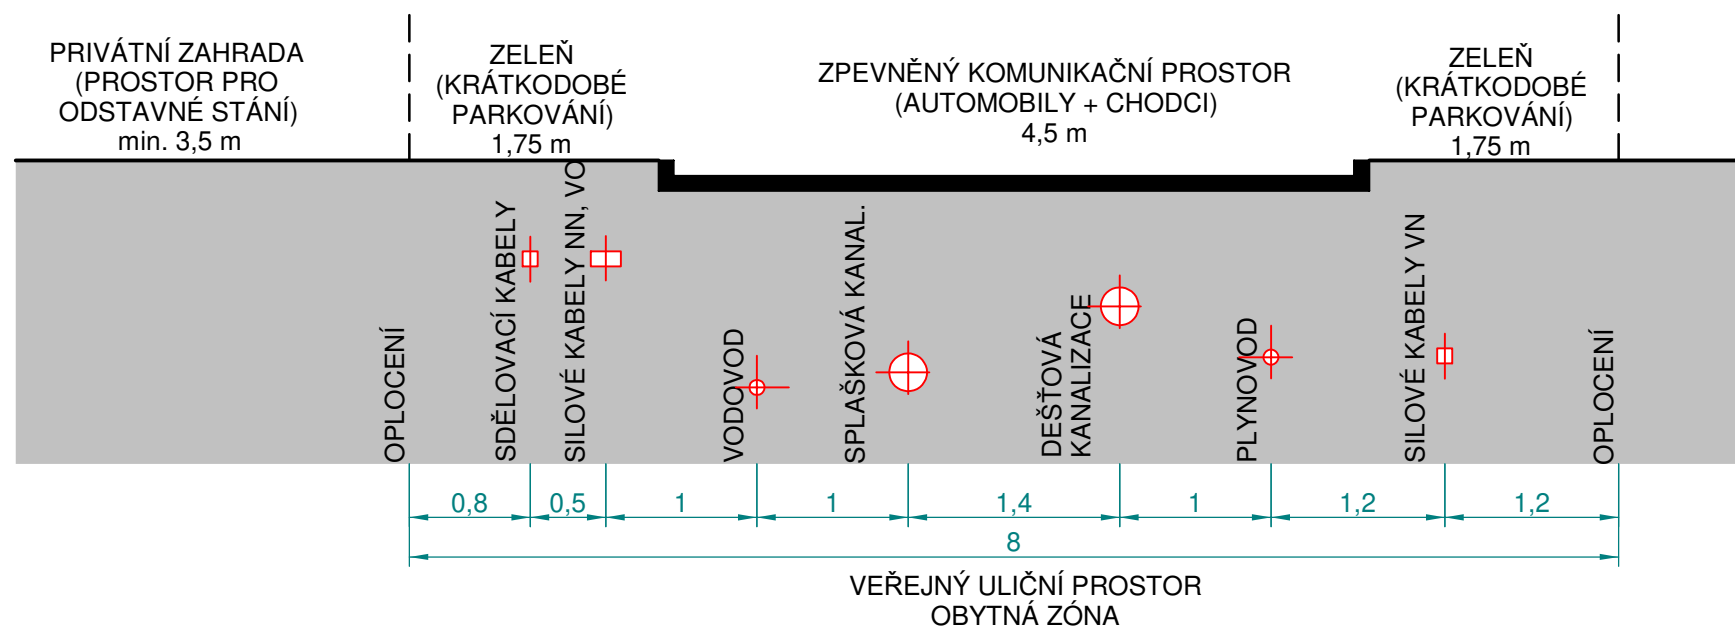 PRIVÁTNÍ ZAHRADA
(PROSTOR PRO
ODSTAVNÉ STÁNÍ)
min. 3,5 m
ZELEŇ
(KRÁTKODOBÉ
PARKOVÁNÍ)
1,75 m
ZPEVNĚNÝ KOMUNIKAČNÍ PROSTOR
(AUTOMOBILY + CHODCI)
4,5 m
ZELEŇ
(KRÁTKODOBÉ
PARKOVÁNÍ)
1,75 m
OPLOCENÍ
SDĚLOVACÍ KABELY
SILOVÉ KABELY NN, VO
VODOVOD
SPLAŠKOVÁ KANAL.
DEŠŤOVÁ
KANALIZACE
PLYNOVOD
SILOVÉ KABELY VN
OPLOCENÍ
0,8
0,5
1
1
1,4
1
1,2
1,2
8
VEŘEJNÝ ULIČNÍ PROSTOR
OBYTNÁ ZÓNA